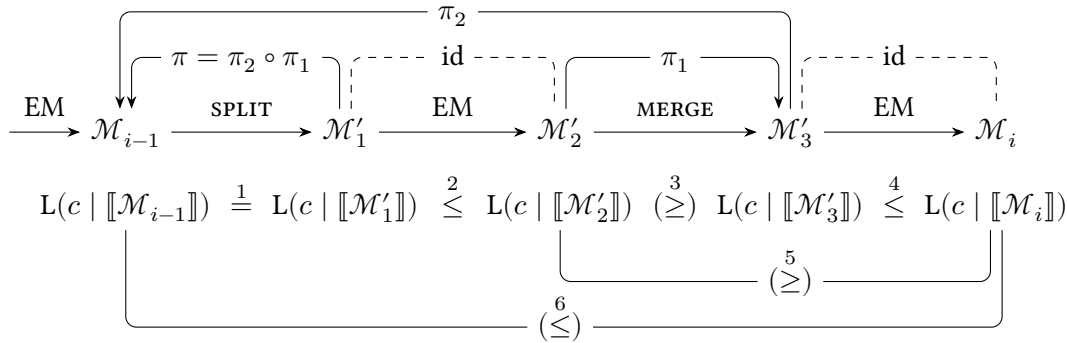 π₂
π = π₂ ∘ π₁ id π₁ id
EM 𝓜ᵢ₋₁ SPLIT 𝓜′₁ EM 𝓜′₂ MERGE 𝓜′₃ EM 𝓜ᵢ
L(c | ⟦𝓜ᵢ₋₁⟧) =¹ L(c | ⟦𝓜′₁⟧) ≤² L(c | ⟦𝓜′₂⟧) (≥)³ L(c | ⟦𝓜′₃⟧) ≤⁴ L(c | ⟦𝓜ᵢ⟧)
(≥)⁵
(≤)⁶